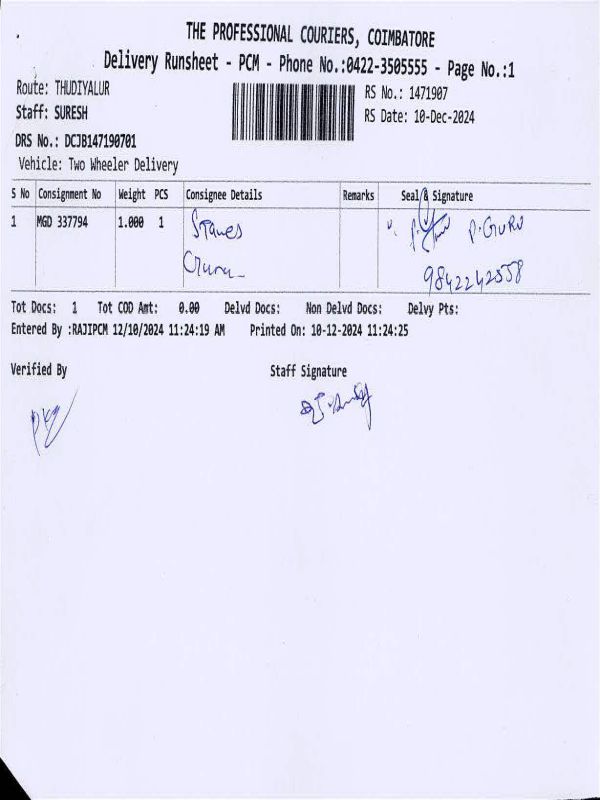 THE PROFESSIONAL COURIERS, COIMBATORE
Delivery Runsheet - PCM - Phone No.:0422-3505555 - Page No.:1
Route: THUDIYALUR
RS No.: 1471907
Staff: SURESH
RS Date: 10-Dec-2024
DRS No.: DCJB147190701
Vehicle: Two Wheeler Delivery
S No Consignment No Weight PCS Consignee Details Remarks Seal & Signature
1 MGD 337794 1.000 1 Stanes P.GURU
Guru
9842242558
Tot Docs: 1 Tot COD Amt: 0.00 Delvd Docs: Non Delvd Docs: Delvy Pts:
Entered By :RAJIPCM 12/10/2024 11:24:19 AM Printed On: 10-12-2024 11:24:25
Verified By Staff Signature